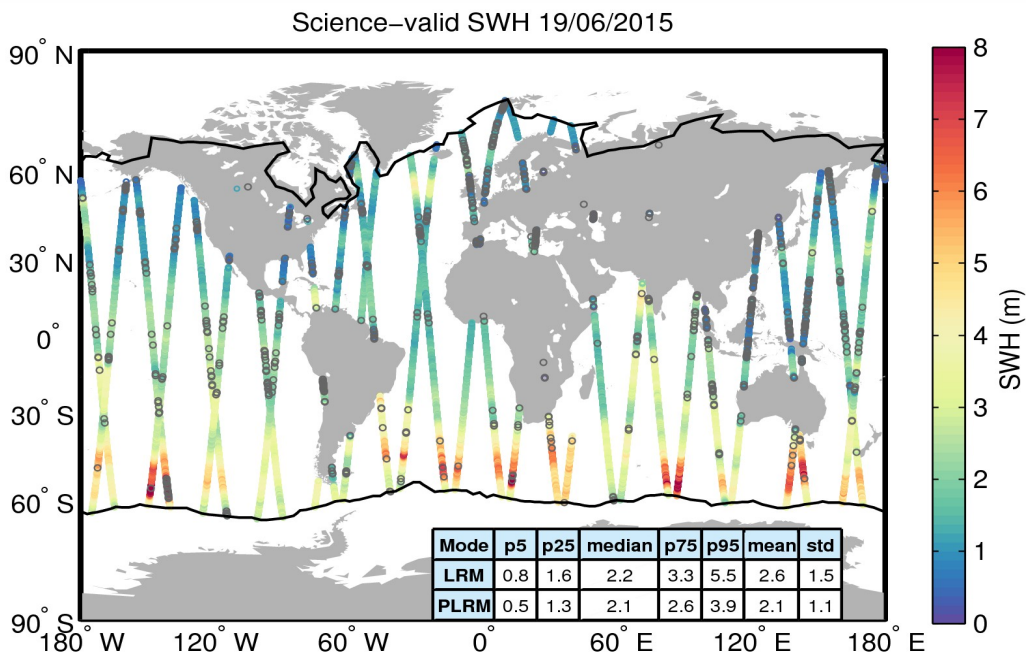 Science−valid SWH 19/06/2015
90° N
60° N
30° N
0°
30° S
60° S
90° S
180° W
120° W
60° W
0°
60° E
120° E
180° E
Mode p5 p25 median p75 p95 mean std
LRM 0.8 1.6 2.2 3.3 5.5 2.6 1.5
PLRM 0.5 1.3 2.1 2.6 3.9 2.1 1.1
8
7
6
5
4
3
2
1
0
SWH (m)